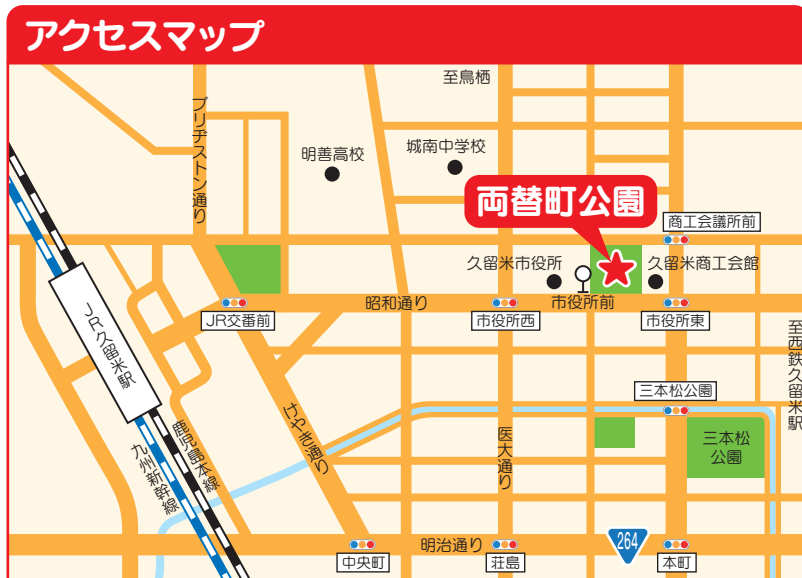 アクセスマップ
至鳥栖
ブリヂストン通り
明善高校
城南中学校
両替町公園
商工会議所前
久留米市役所
久留米商工会館
市役所前
昭和通り
JR交番前
市役所西
市役所東
JR久留米駅
至西鉄久留米駅
三本松公園
けやき通り
医大通り
三本松
公園
鹿児島本線
九州新幹線
明治通り
264
中央町
荘島
本町